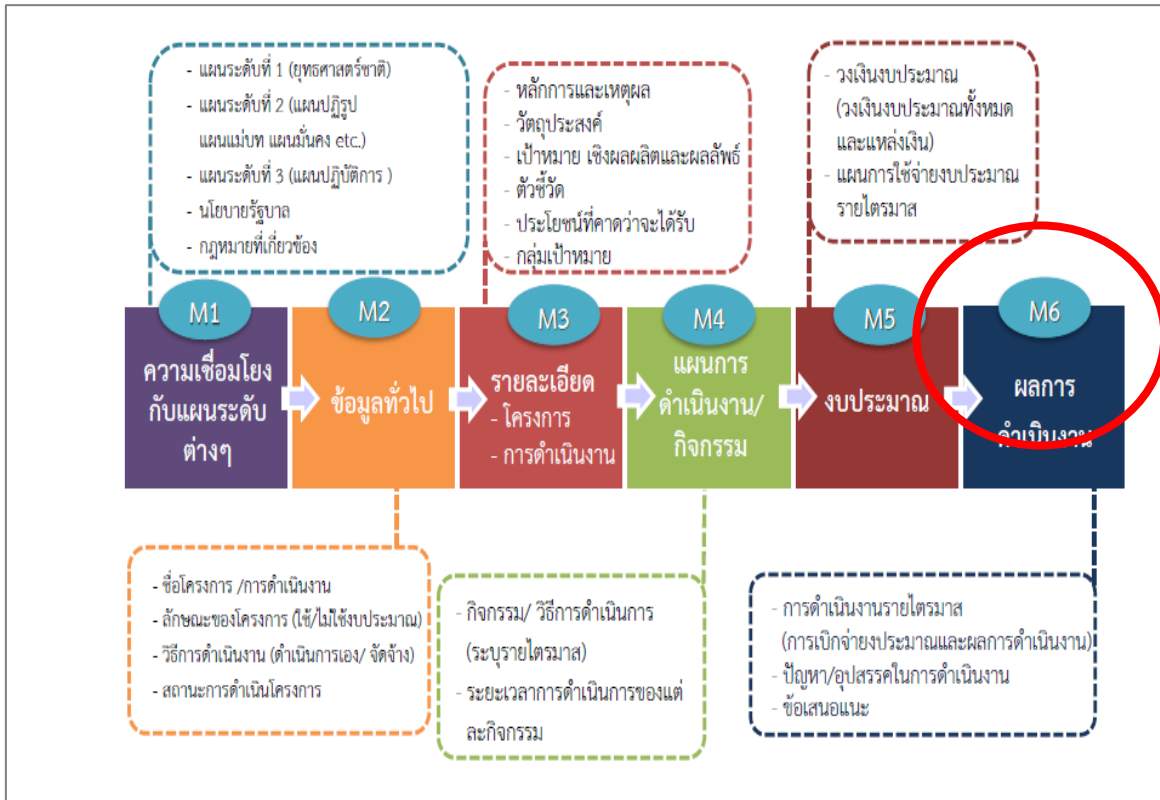 - แผนระดับที่ 1 (ยุทธศาสตร์ชาติ)
- แผนระดับที่ 2 (แผนปฏิรูป
แผนแม่บท แผนมั่นคง etc.)
- แผนระดับที่ 3 (แผนปฏิบัติการ )
- นโยบายรัฐบาล
- กฎหมายที่เกี่ยวข้อง
- หลักการและเหตุผล
- วัตถุประสงค์
- เป้าหมาย เชิงผลผลิตและผลลัพธ์
- ตัวชี้วัด
- ประโยชน์ที่คาดว่าจะได้รับ
- กลุ่มเป้าหมาย
- วงเงินงบประมาณ
(วงเงินงบประมาณทั้งหมด
และแหล่งเงิน)
- แผนการใช้จ่ายงบประมาณ
รายไตรมาส
M1
ความเชื่อมโยง
กับแผนระดับ
ต่างๆ
M2
ข้อมูลทั่วไป
M3
รายละเอียด
- โครงการ
- การดำเนินงาน
M4
แผนการ
ดำเนินงาน/
กิจกรรม
M5
งบประมาณ
M6
ผลการ
ดำเนินงาน
- ชื่อโครงการ /การดำเนินงาน
- ลักษณะของโครงการ (ใช้/ไม่ใช้งบประมาณ)
- วิธีการดำเนินงาน (ดำเนินการเอง/ จัดจ้าง)
- สถานะการดำเนินโครงการ
- กิจกรรม/ วิธีการดำเนินการ
(ระบุรายไตรมาส)
- ระยะเวลาการดำเนินการของแต่
ละกิจกรรม
- การดำเนินงานรายไตรมาส
(การเบิกจ่ายงบประมาณและผลการดำเนินงาน)
- ปัญหา/อุปสรรคในการดำเนินงาน
- ข้อเสนอแนะ